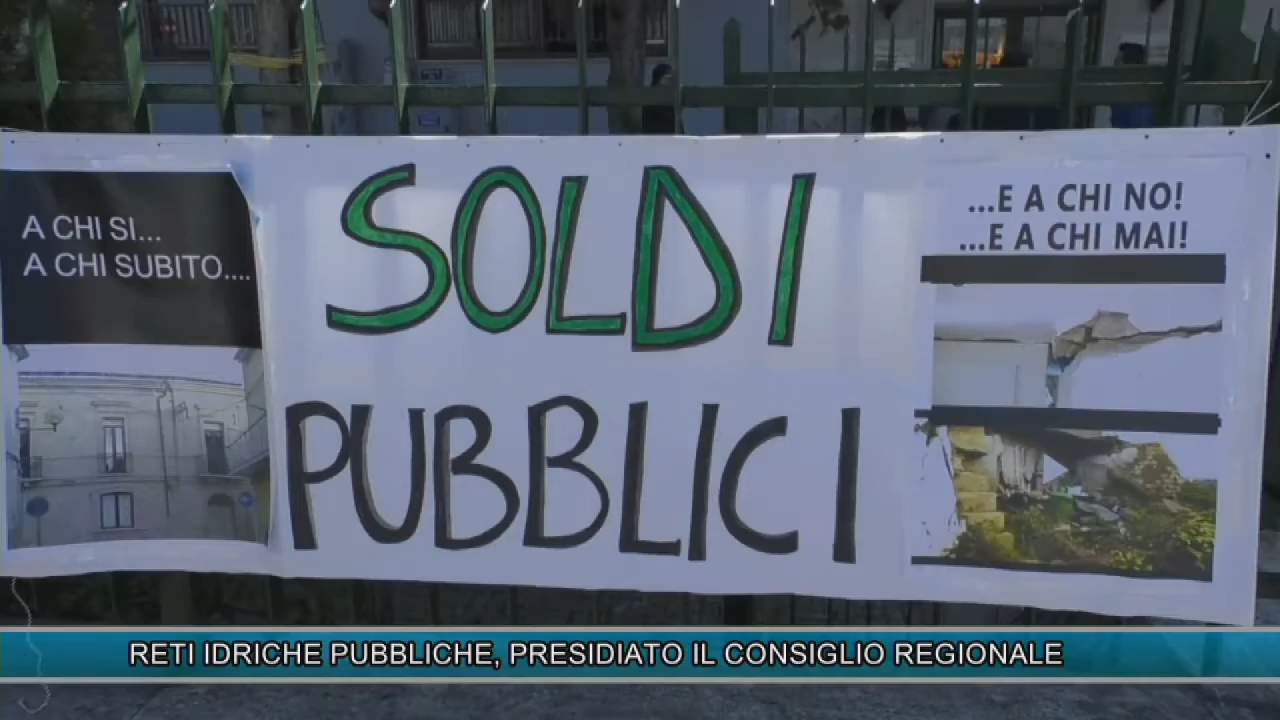 A CHI SI...
A CHI SUBITO....
SOLDI
PUBBLICI
...E A CHI NO!
...E A CHI MAI!
RETI IDRICHE PUBBLICHE, PRESIDIATO IL CONSIGLIO REGIONALE